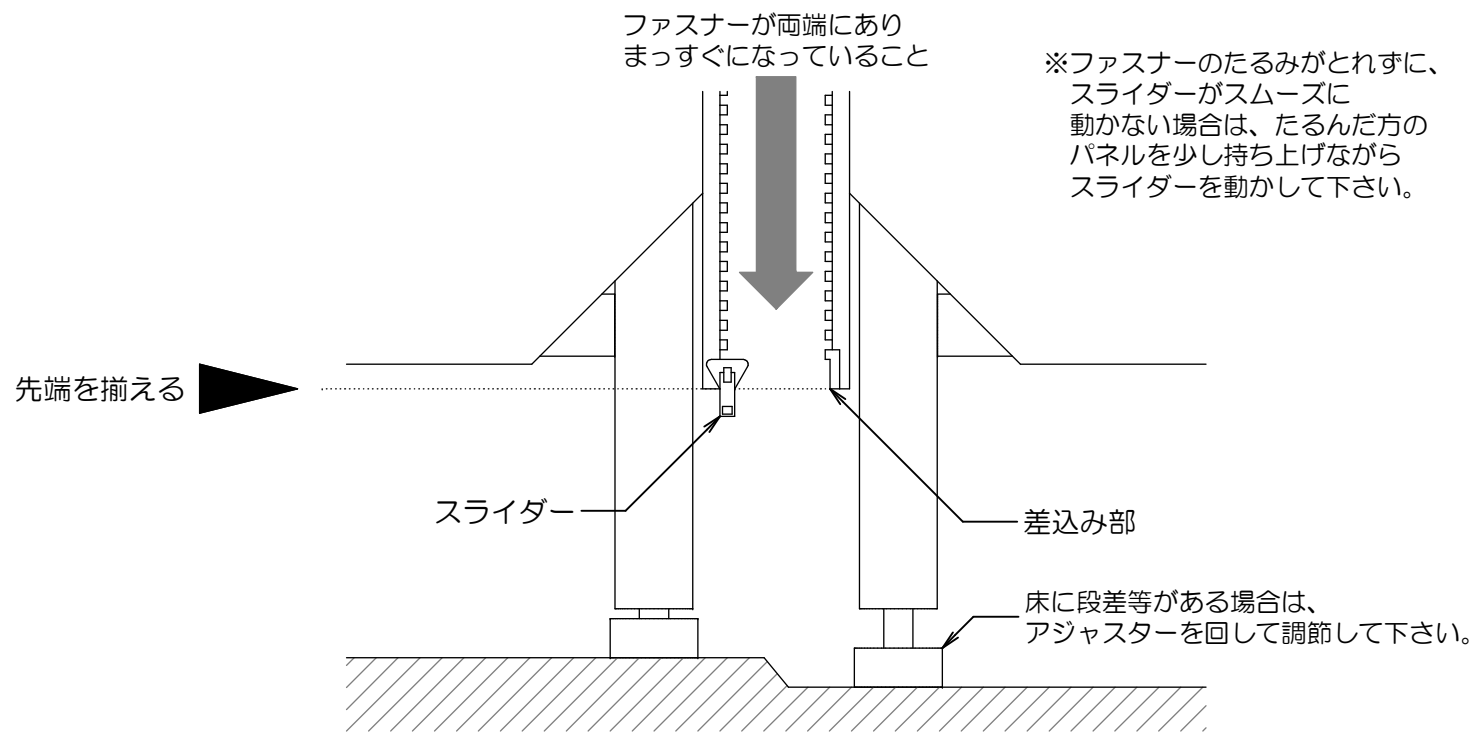 ファスナーが両端にあり
まっすぐになっていること
※ファスナーのたるみがとれずに、
スライダーがスムーズに
動かない場合は、たるんだ方の
パネルを少し持ち上げながら
スライダーを動かして下さい。
先端を揃える
スライダー
差込み部
床に段差等がある場合は、
アジャスターを回して調節して下さい。